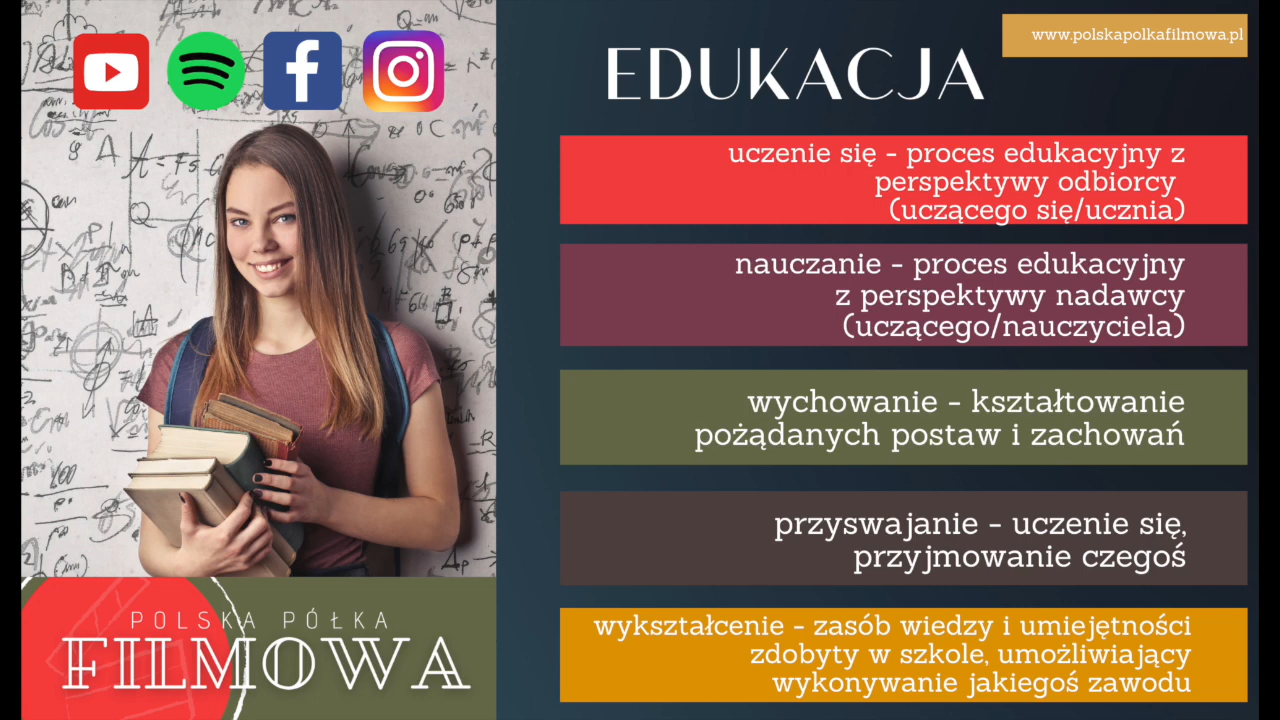 www.polskapolkafilmowa.pl
EDUKACJA
uczenie się - proces edukacyjny z
perspektywy odbiorcy
(uczącego się/ucznia)
nauczanie - proces edukacyjny
z perspektywy nadawcy
(uczącego/nauczyciela)
wychowanie - kształtowanie
pożądanych postaw i zachowań
przyswajanie - uczenie się,
przyjmowanie czegoś
wykształcenie - zasób wiedzy i umiejętności
zdobyty w szkole, umożliwiający
wykonywanie jakiegoś zawodu
POLSKA PÓŁKA
FILMOWA